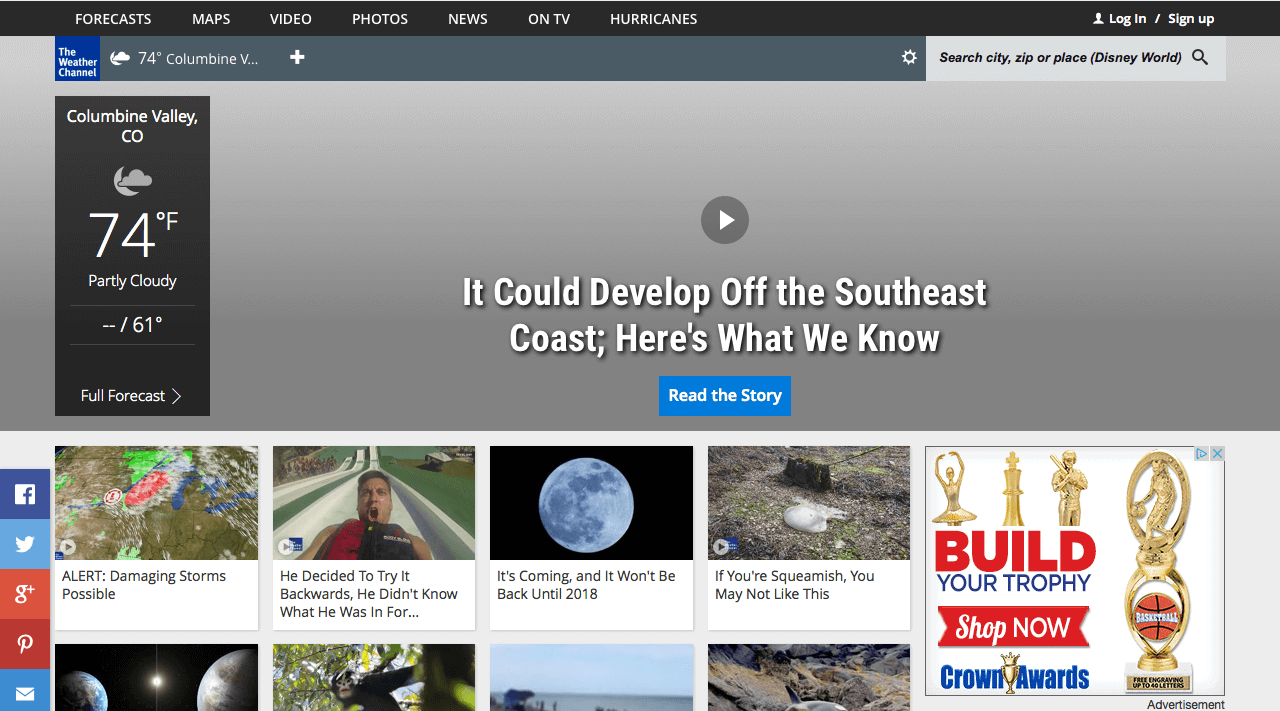 FORECASTS MAPS VIDEO PHOTOS NEWS ON TV HURRICANES Log In / Sign up
The
Weather
Channel
74° Columbine V...
Search city, zip or place (Disney World)
Columbine Valley,
CO
74°F
Partly Cloudy
-- / 61°
Full Forecast
It Could Develop Off the Southeast
Coast; Here's What We Know
Read the Story
ALERT: Damaging Storms
Possible
He Decided To Try It
Backwards, He Didn't Know
What He Was In For...
It's Coming, and It Won't Be
Back Until 2018
If You're Squeamish, You
May Not Like This
BUILD
YOUR TROPHY
Shop NOW
Crown Awards
BASKETBALL
FREE ENGRAVING
UP TO 40 LETTERS
Advertisement
g+